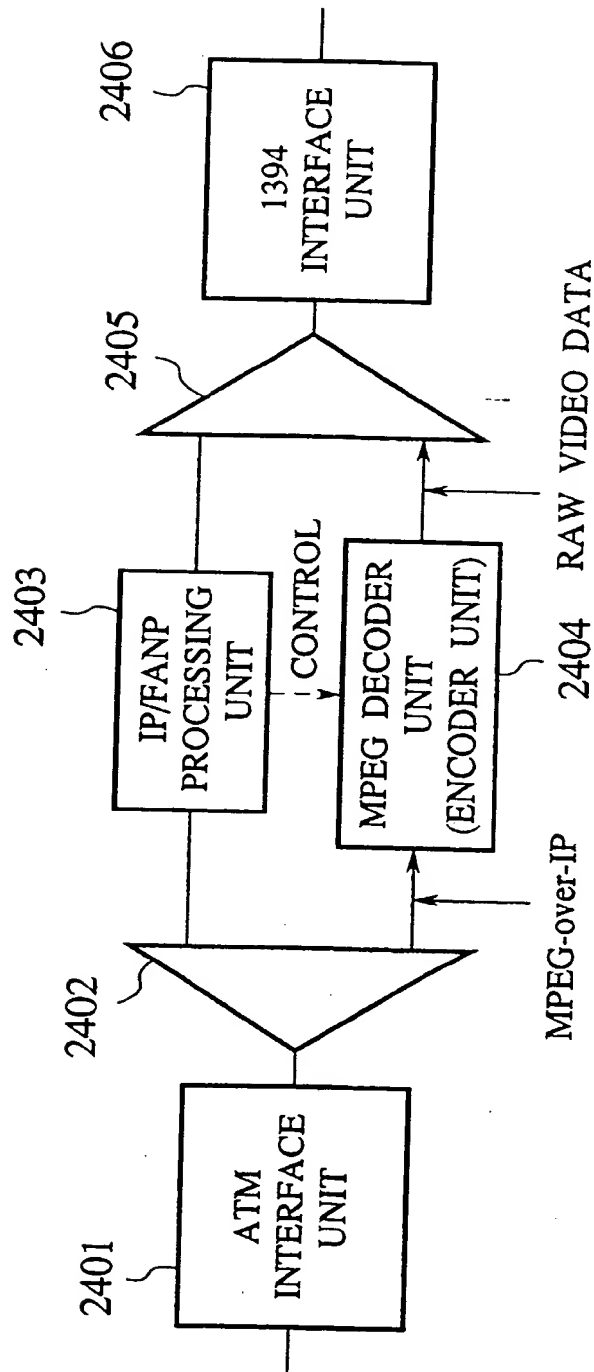 2401
ATM
INTERFACE
UNIT
2402
2403
IP/FANP
PROCESSING
UNIT
CONTROL
MPEG DECODER
UNIT
(ENCODER UNIT)
2404
MPEG-over-IP
RAW VIDEO DATA
2405
2406
1394
INTERFACE
UNIT